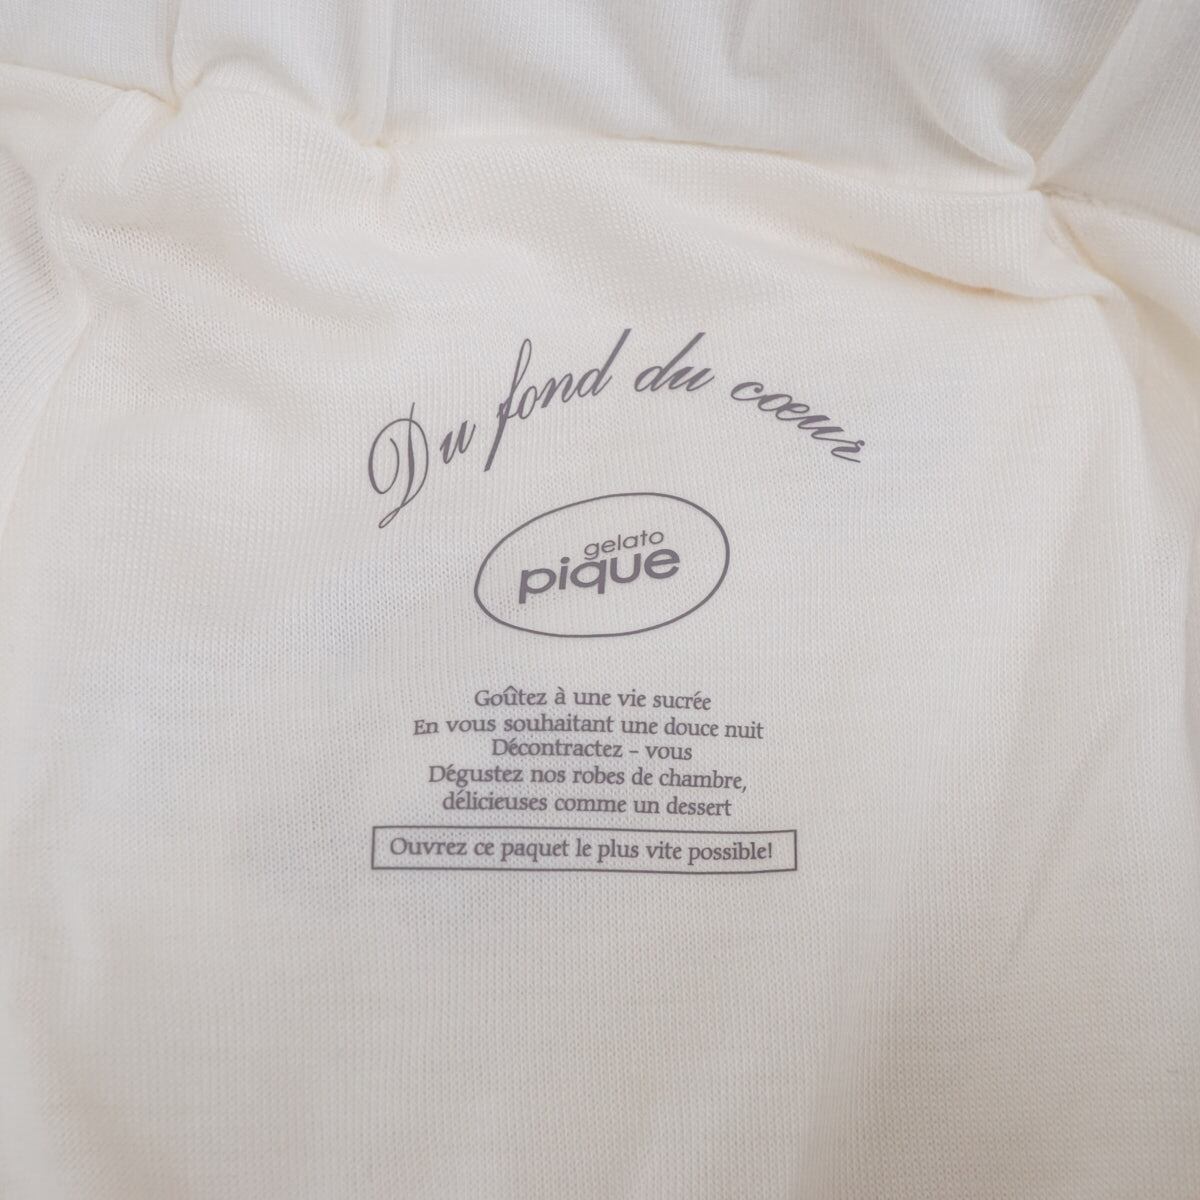 Du fond du cœur
gelato
pique
Goûtez à une vie sucrée
En vous souhaitant une douce nuit
Décontractez - vous
Dégustez nos robes de chambre,
délicieuses comme un dessert
Ouvrez ce paquet le plus vite possible!